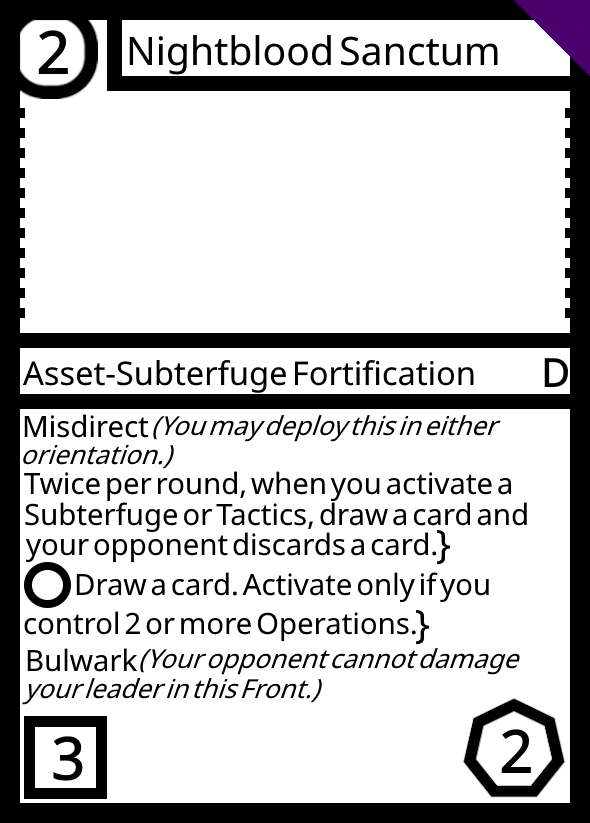 2
Nightblood Sanctum
Asset-Subterfuge Fortification D
Misdirect (You may deploy this in either
orientation.)
Twice per round, when you activate a
Subterfuge or Tactics, draw a card and
your opponent discards a card.}
Draw a card. Activate only if you
control 2 or more Operations.}
Bulwark (Your opponent cannot damage
your leader in this Front.)
3
2